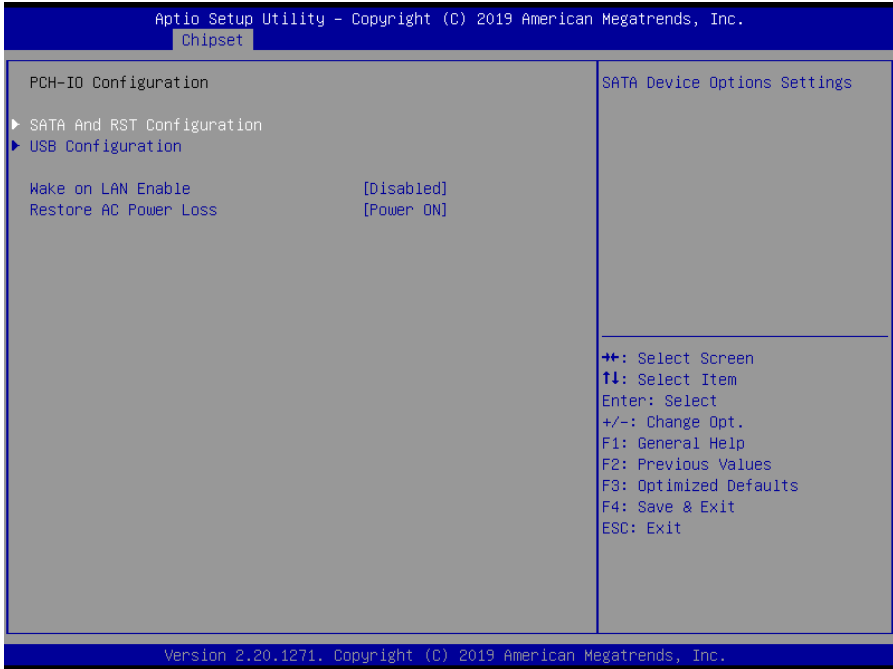 Aptio Setup Utility – Copyright (C) 2019 American Megatrends, Inc.
Chipset
PCH-IO Configuration
SATA And RST Configuration
USB Configuration
Wake on LAN Enable [Disabled]
Restore AC Power Loss [Power ON]
SATA Device Options Settings
→←: Select Screen
↑↓: Select Item
Enter: Select
+/-: Change Opt.
F1: General Help
F2: Previous Values
F3: Optimized Defaults
F4: Save & Exit
ESC: Exit
Version 2.20.1271. Copyright (C) 2019 American Megatrends, Inc.